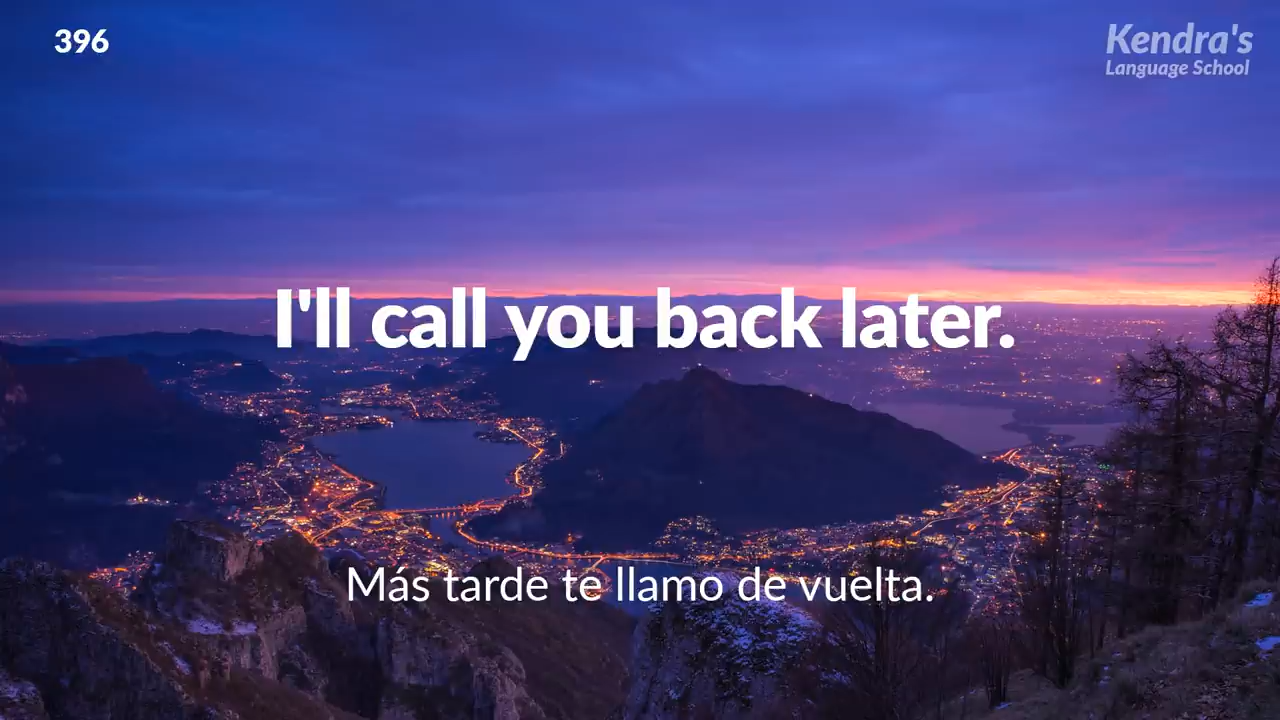 396
Kendra's
Language School
I'll call you back later.
Más tarde te llamo de vuelta.